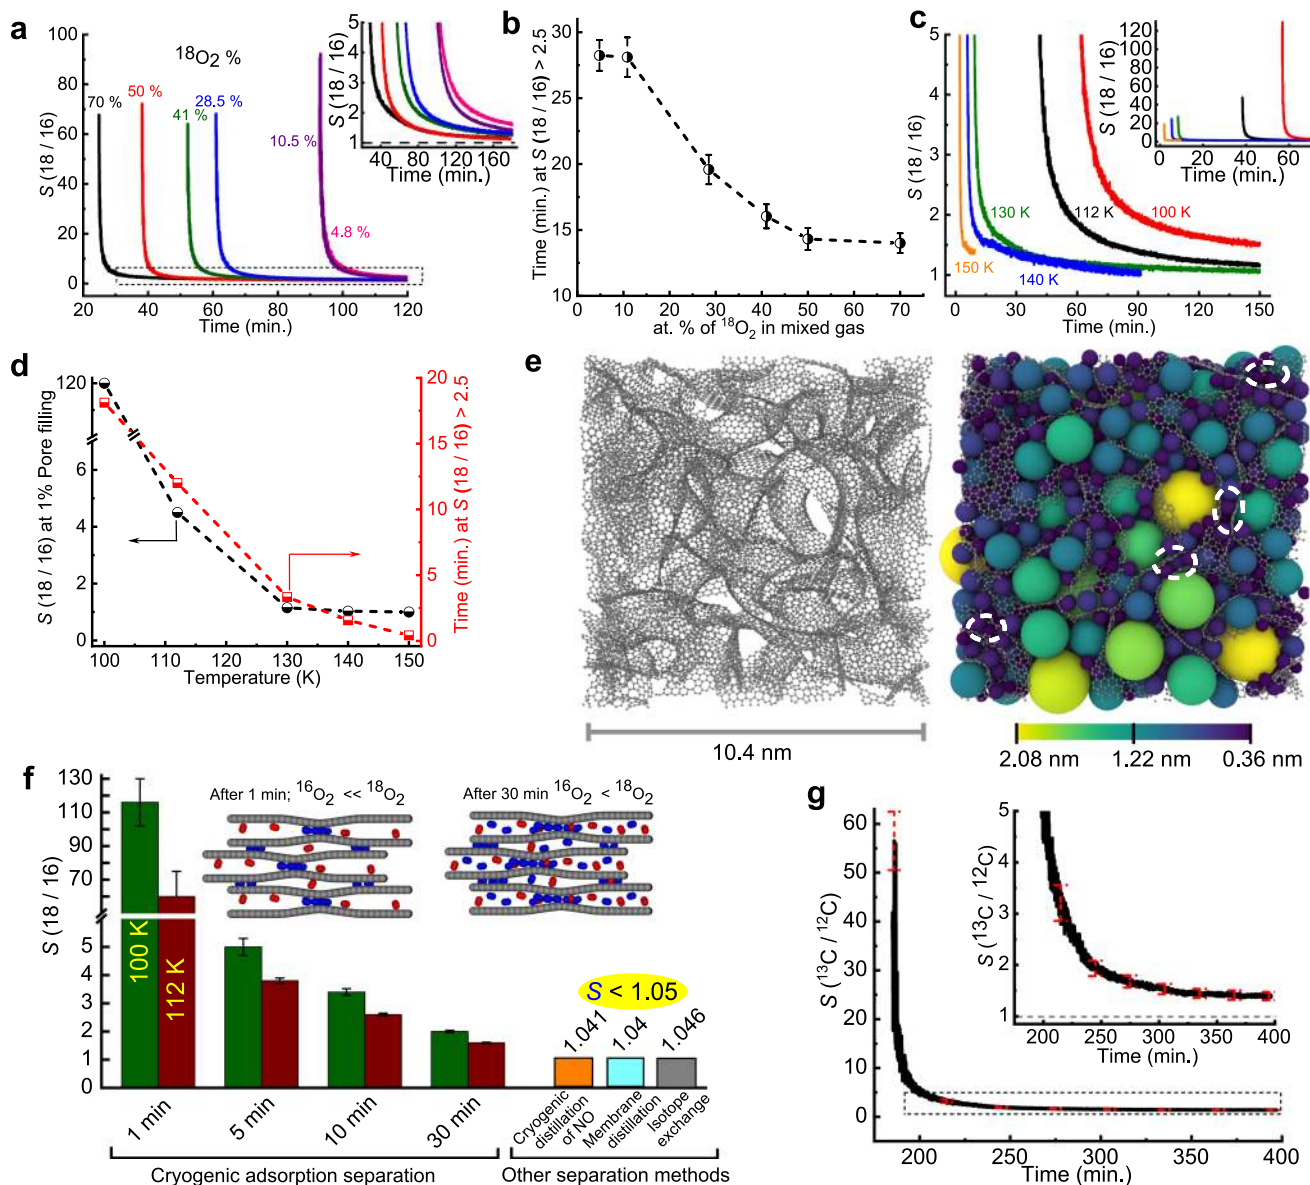 a
S (18 / 16)
100
80
60
40
20
0
20 40 60 80 100 120
Time (min.)
18O2 %
70 %
50 %
41 %
28.5 %
10.5 %
4.8 %
S (18 / 16)
5
4
3
2
1
40 80 120 160
Time (min.)
b
Time (min.) at S (18 / 16) > 2.5
30
25
20
15
10
0 10 20 30 40 50 60 70
at. % of 18O2 in mixed gas
c
S (18 / 16)
5
4
3
2
1
0 30 60 90 120 150
Time (min.)
130 K
112 K
100 K
150 K
140 K
S (18 / 16)
120
100
80
60
40
20
0
0 20 40 60
Time (min.)
d
S (18 / 16) at 1% Pore filling
120
6
4
2
0
100 110 120 130 140 150
Temperature (K)
20
15
10
5
0
Time (min.) at S (18 / 16) > 2.5
e
10.4 nm
2.08 nm 1.22 nm 0.36 nm
f
S (18 / 16)
130
110
90
70
60
5
4
3
2
1
0
100 K
112 K
After 1 min; 16O2 << 18O2
After 30 min 16O2 < 18O2
S < 1.05
1.041
1.04
1.046
1 min
5 min
10 min
30 min
Cryogenic distillation of NO
Membrane distillation
Isotope exchange
Cryogenic adsorption separation
Other separation methods
g
S (13C / 12C)
60
50
40
30
20
10
0
200 250 300 350 400
Time (min.)
S (13C / 12C)
5
4
3
2
1
200 250 300 350 400
Time (min.)